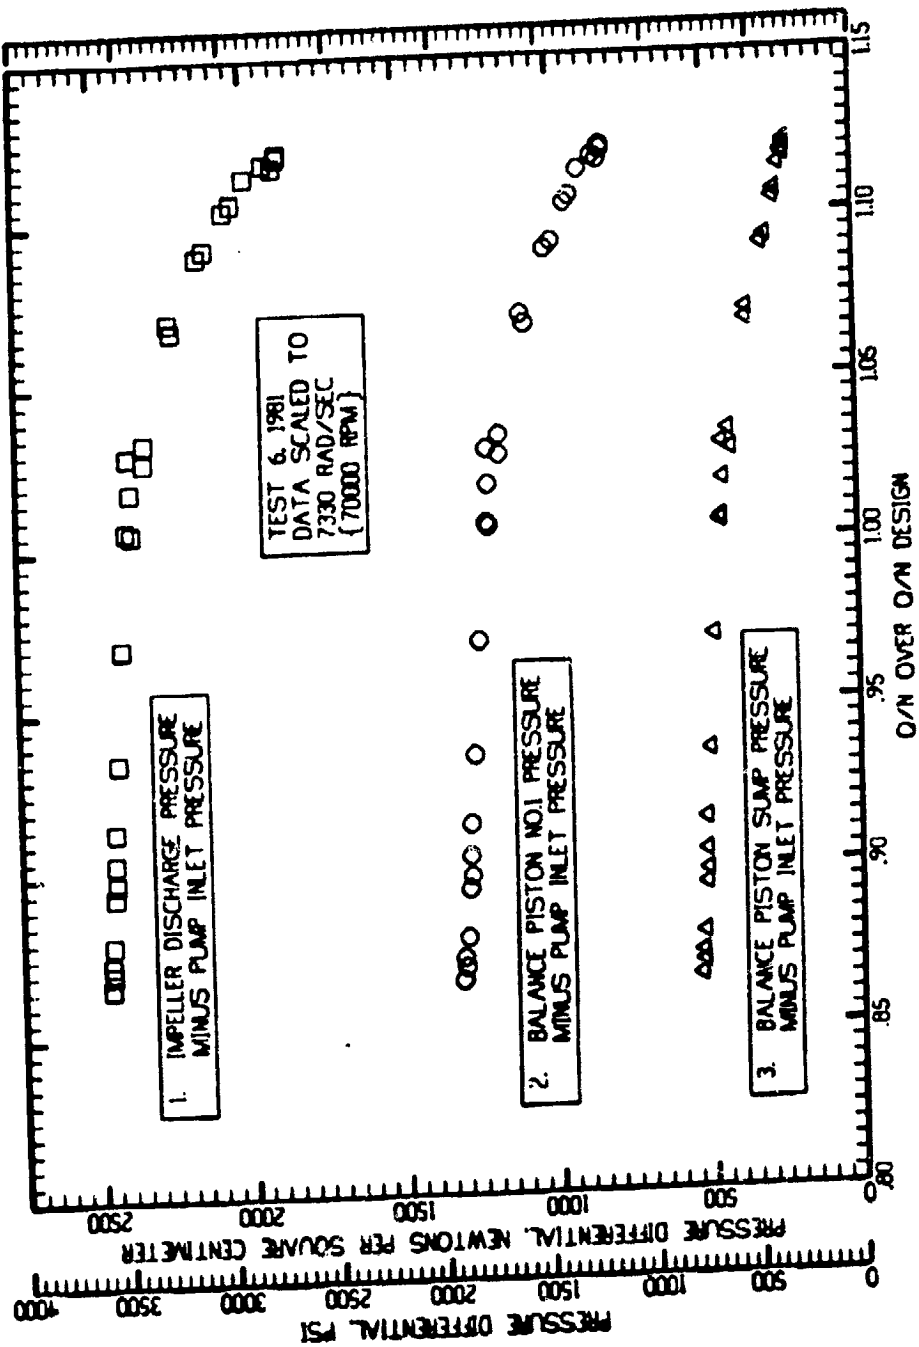 PRESSURE DIFFERENTIAL PSI
4000
3500
3000
2500
2000
1500
1000
500
0
PRESSURE DIFFERENTIAL, NEWTONS PER SQUARE CENTIMETER
2500
2000
1500
1000
500
0
1. IMPELLER DISCHARGE PRESSURE
MINUS PUMP INLET PRESSURE
TEST 6, 1981
DATA SCALED TO
7330 RAD/SEC
(70000 RPM)
2. BALANCE PISTON NO.1 PRESSURE
MINUS PUMP INLET PRESSURE
3. BALANCE PISTON SUMP PRESSURE
MINUS PUMP INLET PRESSURE
.80
.85
.90
.95
1.00
1.05
1.10
1.15
Q/N OVER Q/N DESIGN